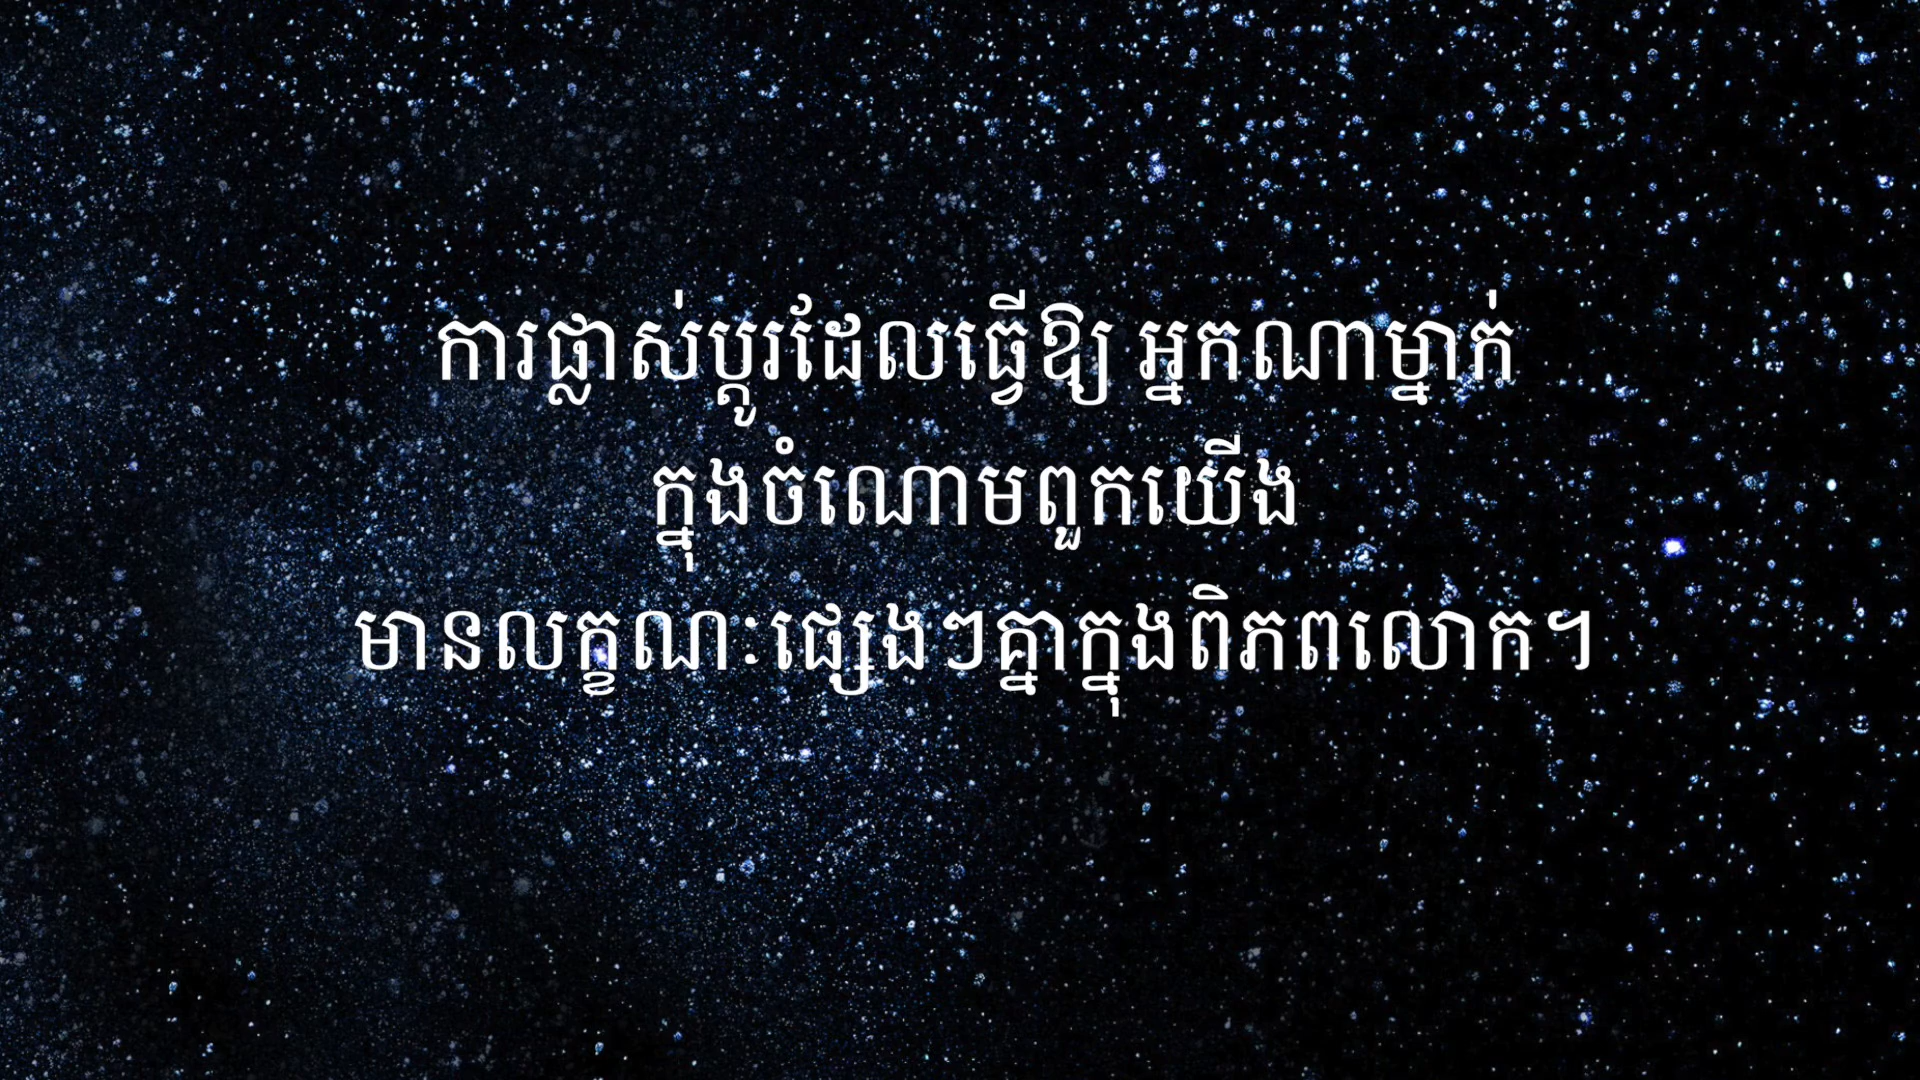 ការផ្លាស់ប្តូរដែលធ្វើឱ្យ អ្នកណាម្នាក់
ក្នុងចំណោមពួកយើង
មានលក្ខណៈផ្សេងៗគ្នាក្នុងពិភពលោក។